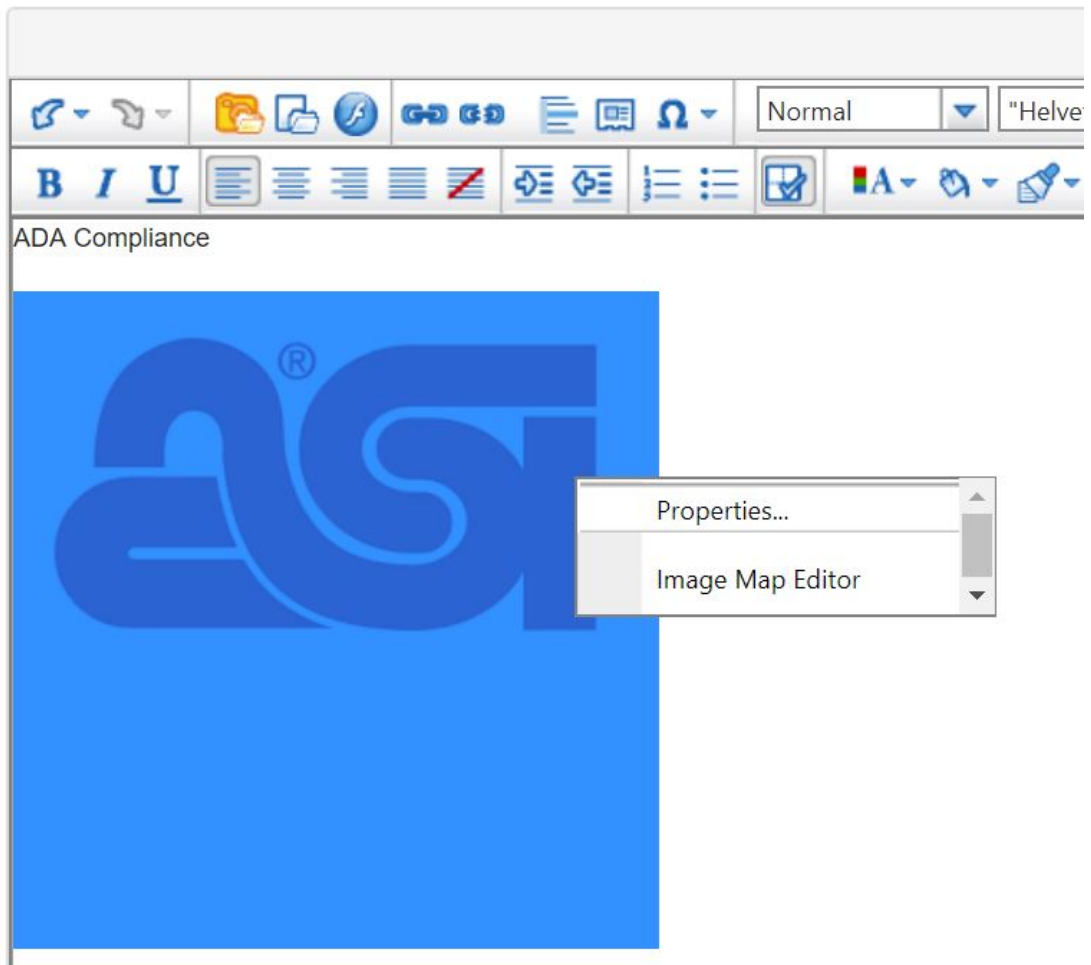 Normal
"Helve
B I U
A
ADA Compliance
asi®
Properties...
Image Map Editor